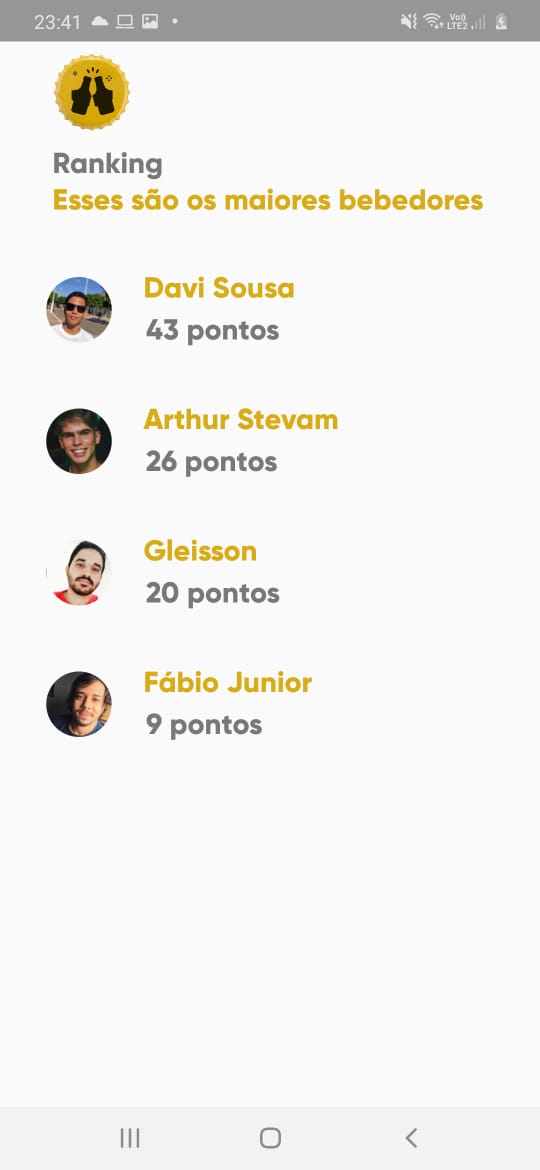 23:41
Vo))
LTE2
Ranking
Esses são os maiores bebedores
Davi Sousa
43 pontos
Arthur Stevam
26 pontos
Gleisson
20 pontos
Fábio Junior
9 pontos